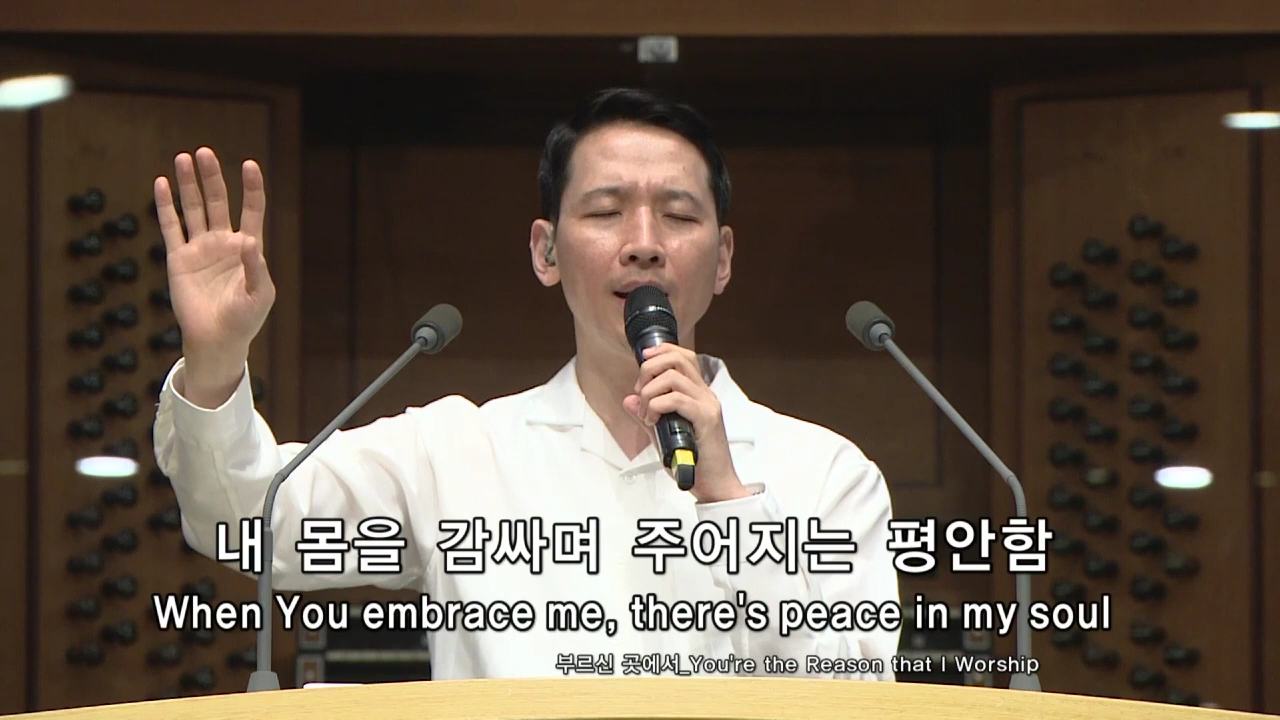 내 몸을 감싸며 주어지는 평안함
When You embrace me, there's peace in my soul
부르신 곳에서_You're the Reason that I Worship